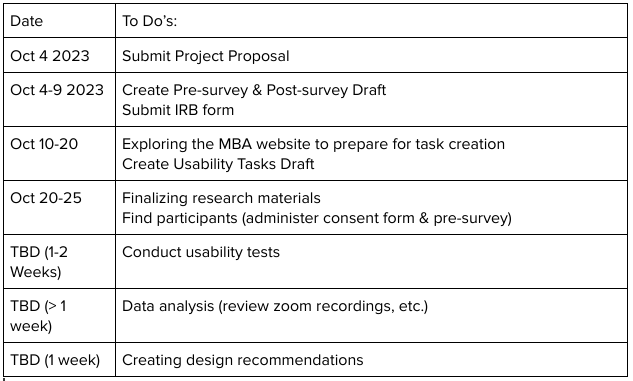 Date
To Do's:
Oct 4 2023
Submit Project Proposal
Oct 4-9 2023
Create Pre-survey & Post-survey Draft
Submit IRB form
Oct 10-20
Exploring the MBA website to prepare for task creation
Create Usability Tasks Draft
Oct 20-25
Finalizing research materials
Find participants (administer consent form & pre-survey)
TBD (1-2
Weeks)
Conduct usability tests
TBD (> 1
week)
Data analysis (review zoom recordings, etc.)
TBD (1 week)
Creating design recommendations